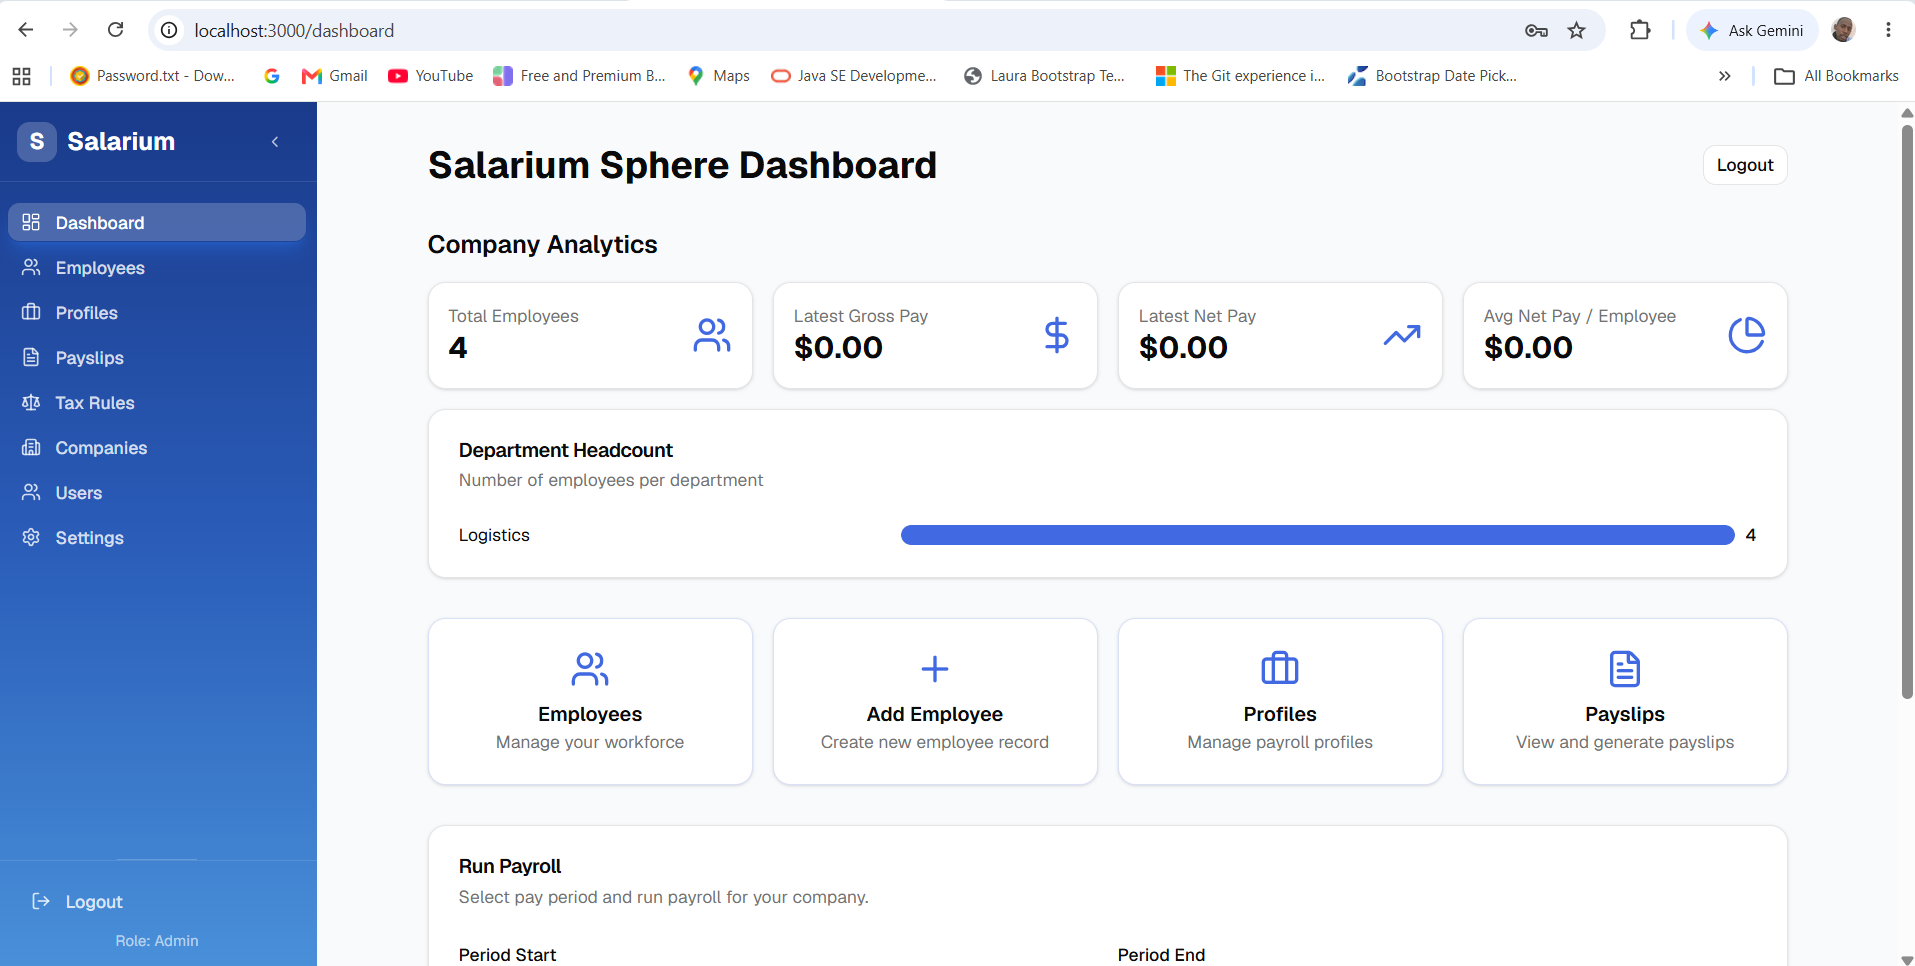 localhost:3000/dashboard
Ask Gemini
Password.txt - Dow...
Gmail
YouTube
Free and Premium B...
Maps
Java SE Developme...
Laura Bootstrap Te...
The Git experience i...
Bootstrap Date Pick...
All Bookmarks
S Salarium
Dashboard
Employees
Profiles
Payslips
Tax Rules
Companies
Users
Settings
Logout
Role: Admin
Salarium Sphere Dashboard
Logout
Company Analytics
Total Employees
4
Latest Gross Pay
$0.00
Latest Net Pay
$0.00
Avg Net Pay / Employee
$0.00
Department Headcount
Number of employees per department
Logistics 4
Employees
Manage your workforce
Add Employee
Create new employee record
Profiles
Manage payroll profiles
Payslips
View and generate payslips
Run Payroll
Select pay period and run payroll for your company.
Period Start
Period End